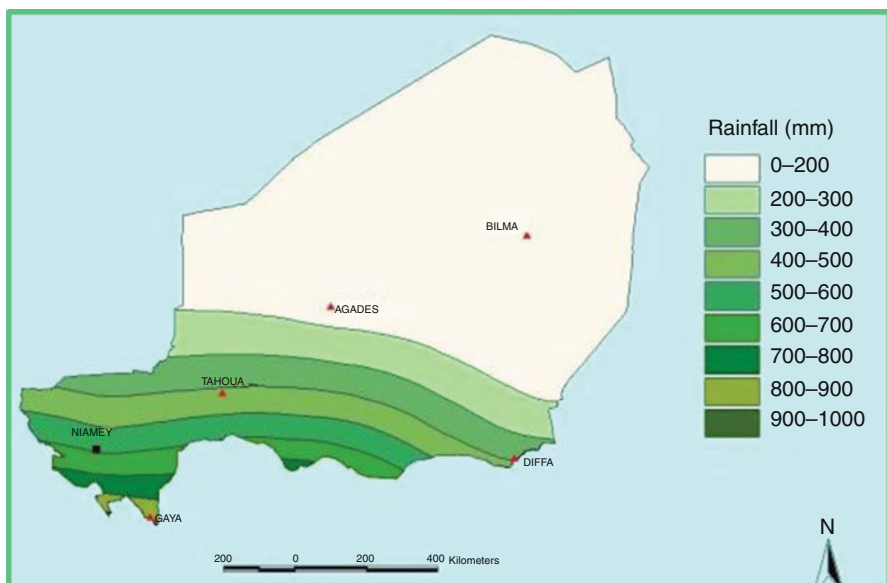 Rainfall (mm)
0–200
200–300
300–400
400–500
500–600
600–700
700–800
800–900
900–1000
BILMA
AGADES
TAHOUA
NIAMEY
DIFFA
GAYA
200 0 200 400 Kilometers
N